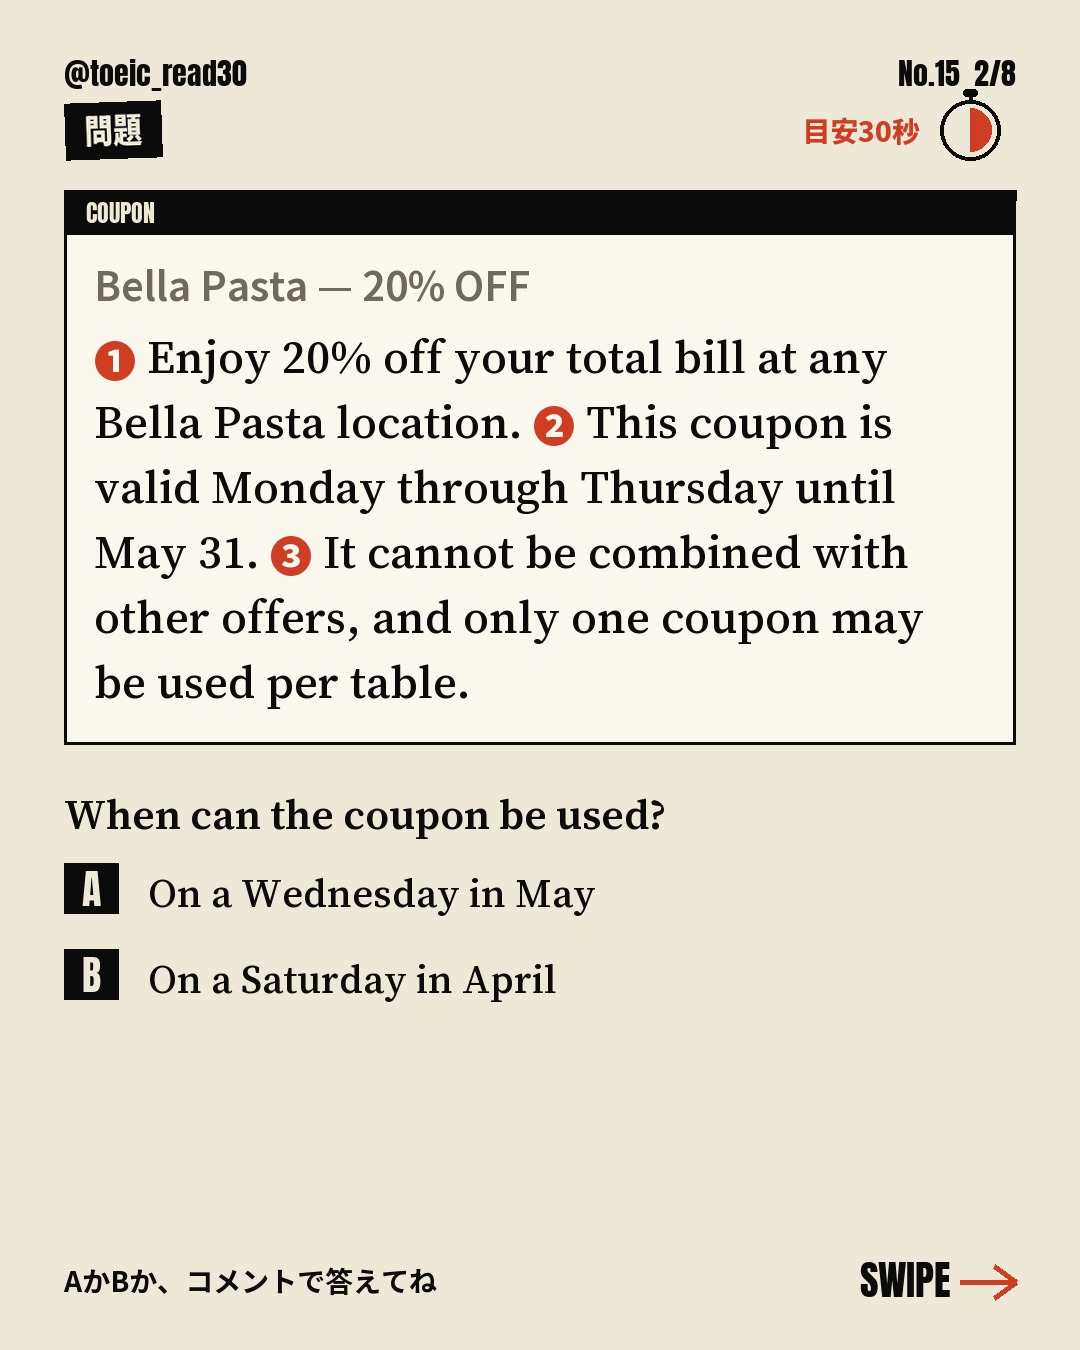 @toeic_read30
No.15 2/8
問題
目安30秒
COUPON
Bella Pasta — 20% OFF
1 Enjoy 20% off your total bill at any
Bella Pasta location. 2 This coupon is
valid Monday through Thursday until
May 31. 3 It cannot be combined with
other offers, and only one coupon may
be used per table.
When can the coupon be used?
A On a Wednesday in May
B On a Saturday in April
AかBか、コメントで答えてね
SWIPE